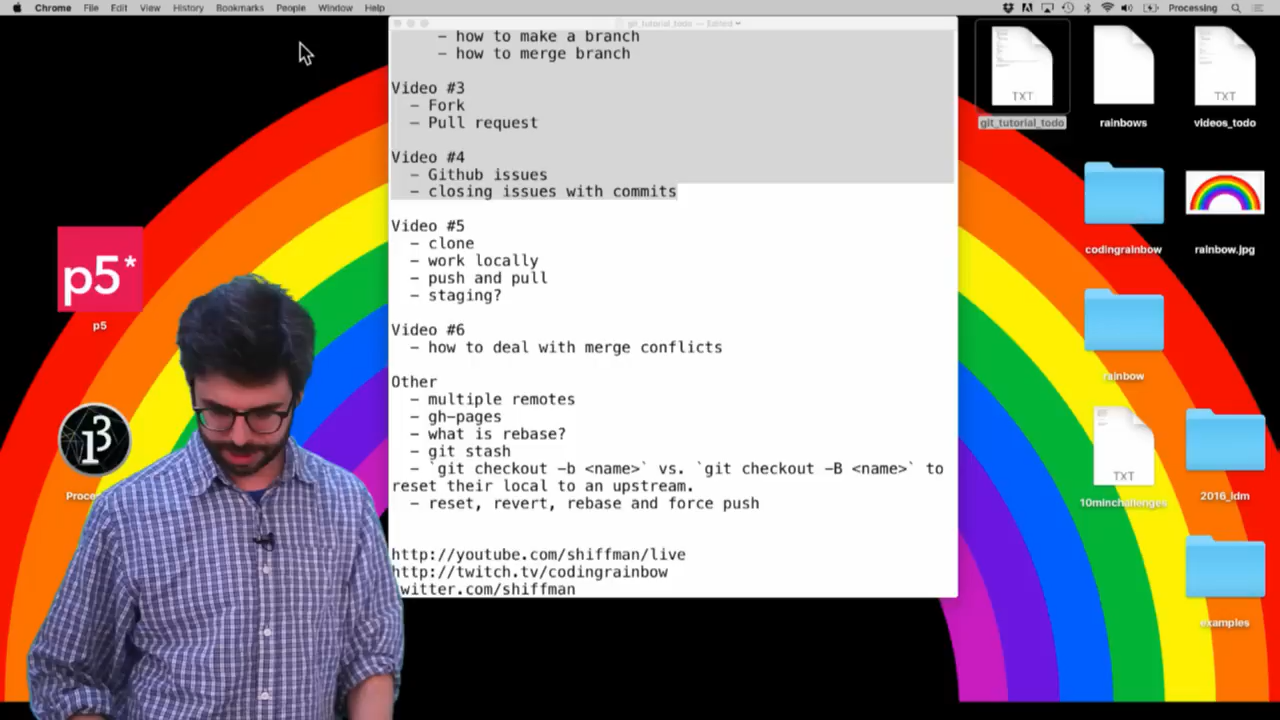 Chrome File Edit View History Bookmarks People Window Help Processing
git_tutorial_todo — Edited
- how to make a branch
- how to merge branch
Video #3
- Fork
- Pull request
Video #4
- Github issues
- closing issues with commits
Video #5
- clone
- work locally
- push and pull
- staging?
Video #6
- how to deal with merge conflicts
Other
- multiple remotes
- gh-pages
- what is rebase?
- git stash
- `git checkout -b <name>` vs. `git checkout -B <name>` to
reset their local to an upstream.
- reset, revert, rebase and force push
http://youtube.com/shiffman/live
http://twitch.tv/codingrainbow
witter.com/shiffman
p5*
p5
Proce
TXT
git_tutorial_todo
rainbows
TXT
videos_todo
codingrainbow
rainbow.jpg
rainbow
TXT
10minchallenges
2016_idm
examples